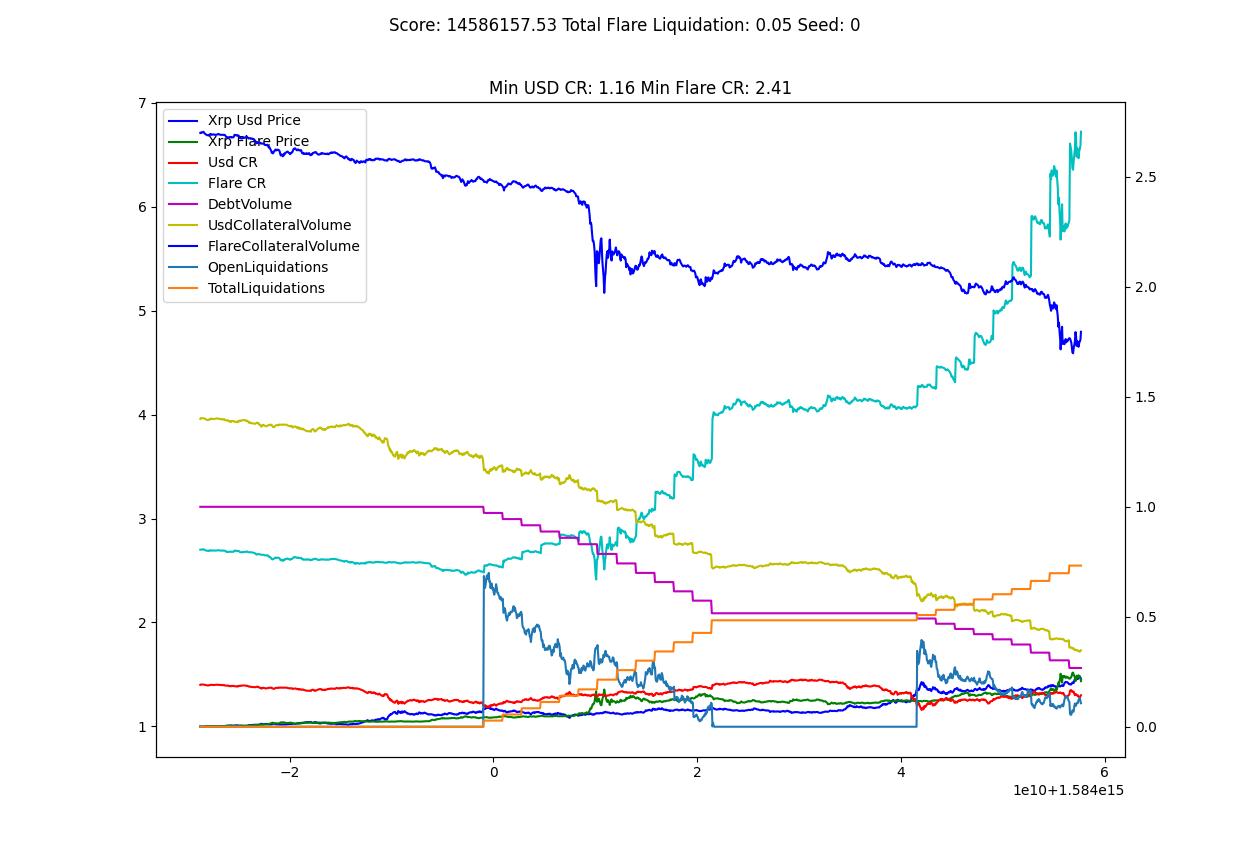 Score: 14586157.53 Total Flare Liquidation: 0.05 Seed: 0
Min USD CR: 1.16 Min Flare CR: 2.41
Xrp Usd Price
Xrp Flare Price
Usd CR
Flare CR
DebtVolume
UsdCollateralVolume
FlareCollateralVolume
OpenLiquidations
TotalLiquidations
7
6
5
4
3
2
1
2.5
2.0
1.5
1.0
0.5
0.0
−2
0
2
4
6
1e10+1.584e15